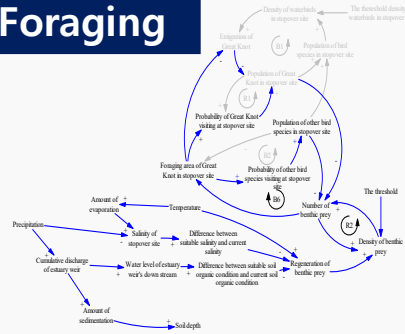 Foraging
Density of waterbirds
in stopover site
The threshold density
waterbirds in stopover
Emigration of
Great Knot
B1
Population of bird
species in stopover site
Population of Great
Knot in stopover site
R1
Probability of Great Knot
visiting at stopover site
Population of other bird
species in stopover site
Foraging area of Great
Knot in stopover site
Probability of other bird
species visiting at stopover
site
B6
Number of
benthic prey
The threshold
R2
Density of benthic
prey
Amount of
evaporation
Temperature
Precipitation
Salinity of
stopover site
Difference between
suitable salinity and current
salinity
Cumulative discharge
of estuary weir
Water level of estuary
weir's down stream
Difference between suitable soil
organic condition and current soil
organic condition
Regeneration of
benthic prey
Amount of
sedimentation
Soil depth